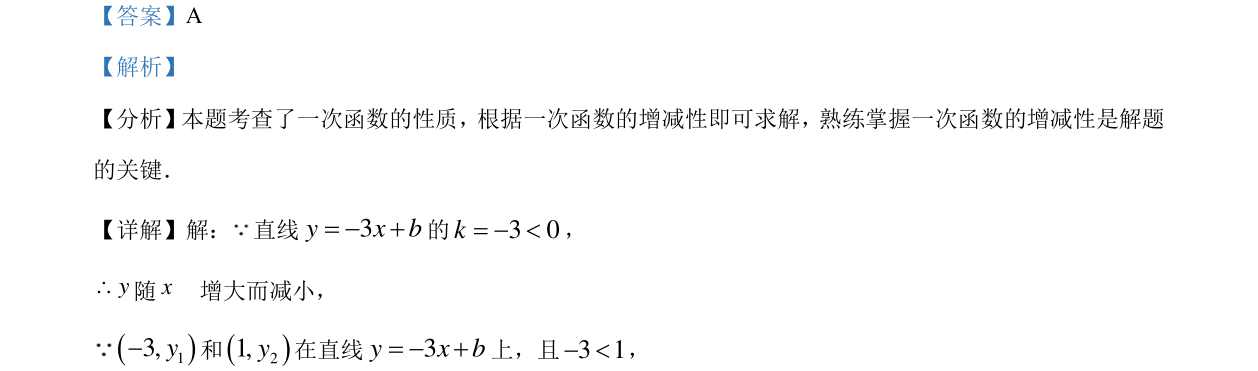 【答案】A
【解析】
【分析】本题考查了一次函数的性质，根据一次函数的增减性即可求解，熟练掌握一次函数的增减性是解题
的关键．
【详解】解：∵直线 y = −3x + b 的 k = −3 < 0，
∴ y 随 x 增大而减小，
∵(−3, y₁)和(1, y₂)在直线 y = −3x + b 上，且 −3 < 1，